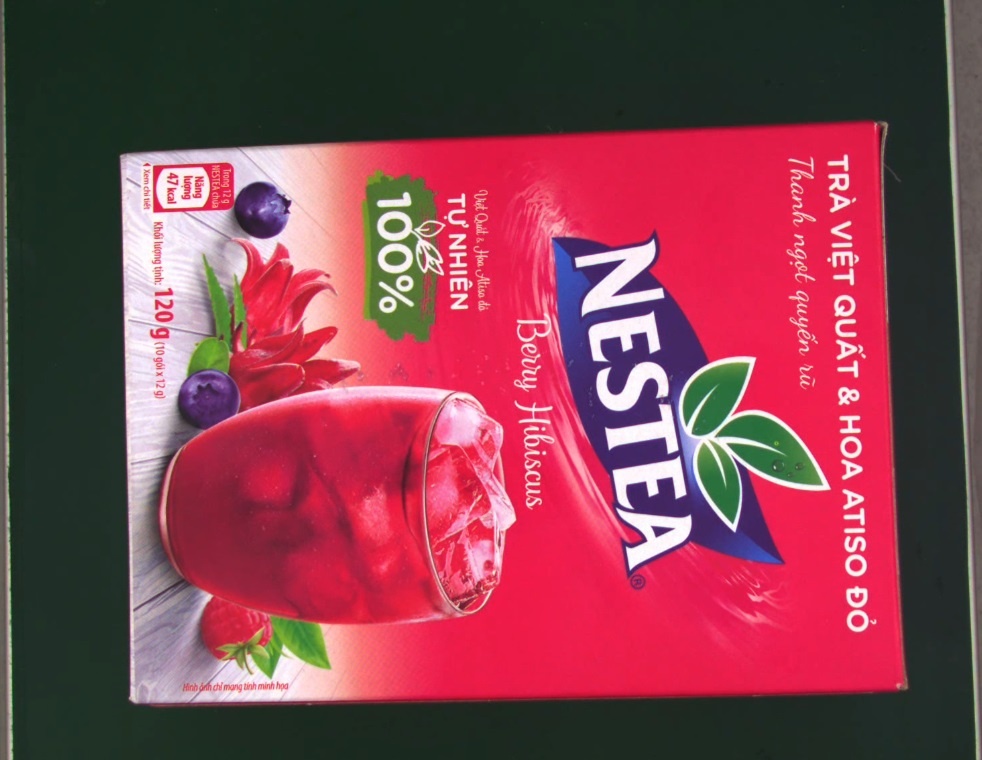 TRÀ VIỆT QUẤT & HOA ATISO ĐỎ
Thanh ngọt quyến rũ
NESTEA®
Berry Hibiscus
Việt Quất & Hoa Atiso đỏ
TỰ NHIÊN
100%
Trong 12 g
NESTEA chứa
Năng
lượng
47 kcal
Xem chi tiết
Khối lượng tịnh: 120 g (10 gói x 12 g)
Hình ảnh chỉ mang tính minh họa